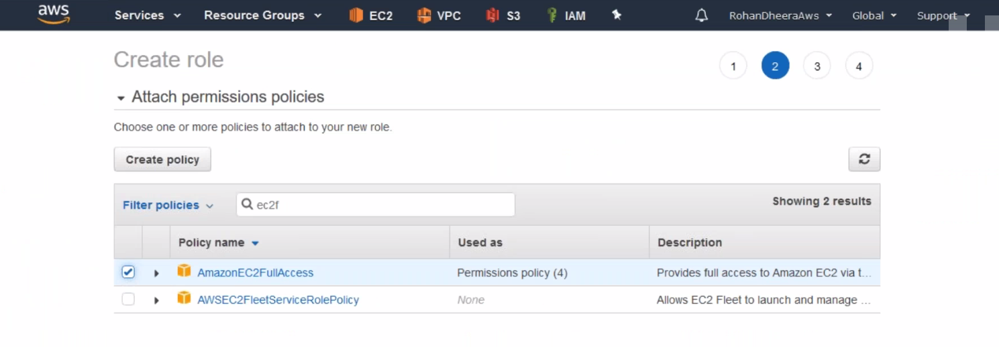 aws Services Resource Groups EC2 VPC S3 IAM RohanDheeraAws Global Support
Create role 1 2 3 4
Attach permissions policies
Choose one or more policies to attach to your new role.
Create policy
Filter policies ec2f Showing 2 results
Policy name Used as Description
AmazonEC2FullAccess Permissions policy (4) Provides full access to Amazon EC2 via t...
AWSEC2FleetServiceRolePolicy None Allows EC2 Fleet to launch and manage ...